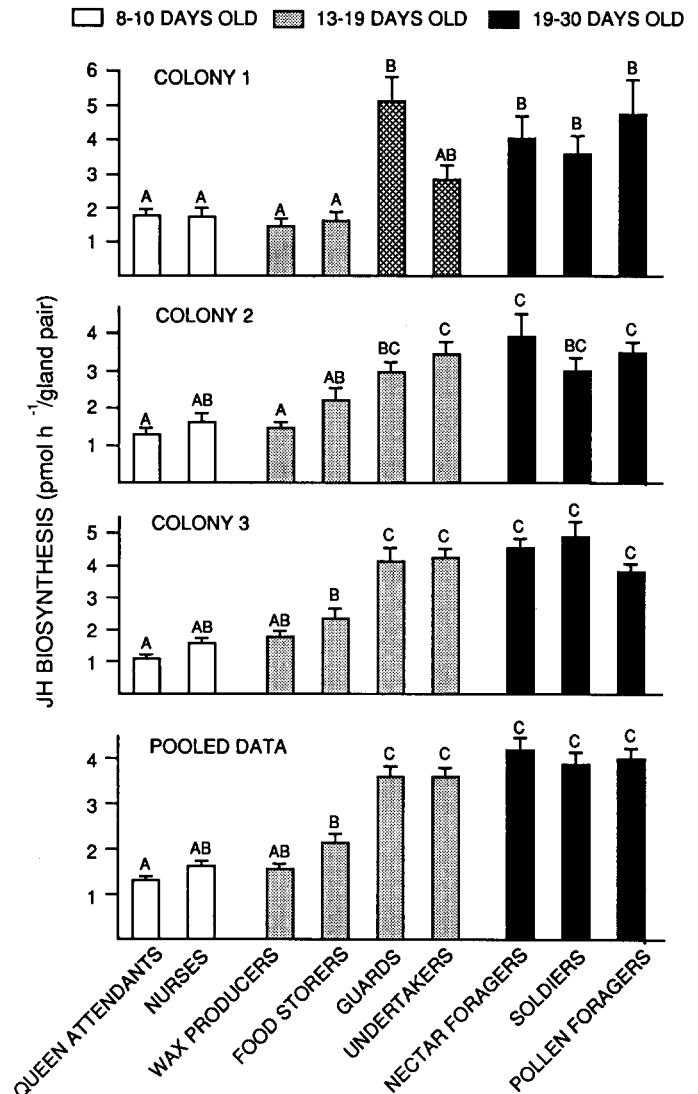 8-10 DAYS OLD 13-19 DAYS OLD 19-30 DAYS OLD
JH BIOSYNTHESIS (pmol h ⁻¹/gland pair)
COLONY 1
6
5
4
3
2
1
A A A A B AB B B B
COLONY 2
4
3
2
1
A AB A AB BC C C BC C
COLONY 3
5
4
3
2
1
A AB AB B C C C C C
POOLED DATA
4
3
2
1
A AB AB B C C C C C
QUEEN ATTENDANTS
NURSES
WAX PRODUCERS
FOOD STORERS
GUARDS
UNDERTAKERS
NECTAR FORAGERS
SOLDIERS
POLLEN FORAGERS